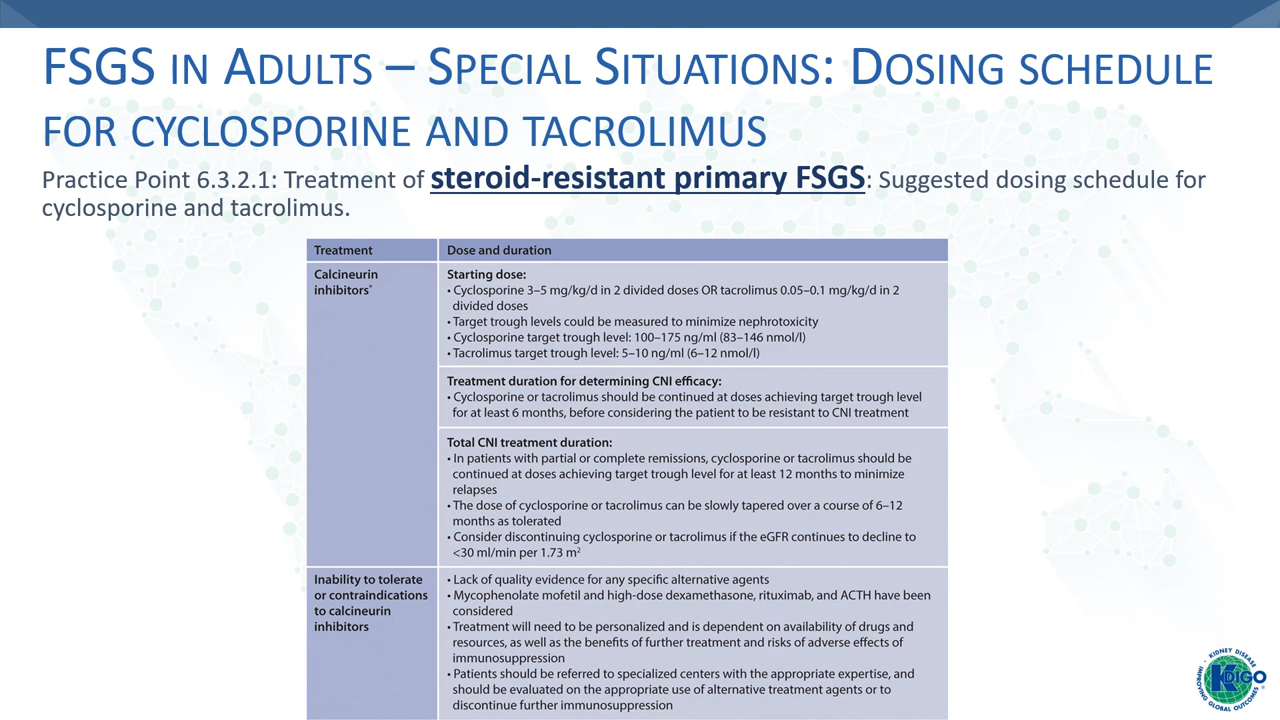 FSGS IN ADULTS – SPECIAL SITUATIONS: DOSING SCHEDULE
FOR CYCLOSPORINE AND TACROLIMUS
Practice Point 6.3.2.1: Treatment of steroid-resistant primary FSGS: Suggested dosing schedule for
cyclosporine and tacrolimus.
Treatment
Dose and duration
Calcineurin
inhibitors*
Starting dose:
• Cyclosporine 3–5 mg/kg/d in 2 divided doses OR tacrolimus 0.05–0.1 mg/kg/d in 2
divided doses
• Target trough levels could be measured to minimize nephrotoxicity
• Cyclosporine target trough level: 100–175 ng/ml (83–146 nmol/l)
• Tacrolimus target trough level: 5–10 ng/ml (6–12 nmol/l)
Treatment duration for determining CNI efficacy:
• Cyclosporine or tacrolimus should be continued at doses achieving target trough level
for at least 6 months, before considering the patient to be resistant to CNI treatment
Total CNI treatment duration:
• In patients with partial or complete remissions, cyclosporine or tacrolimus should be
continued at doses achieving target trough level for at least 12 months to minimize
relapses
• The dose of cyclosporine or tacrolimus can be slowly tapered over a course of 6–12
months as tolerated
• Consider discontinuing cyclosporine or tacrolimus if the eGFR continues to decline to
<30 ml/min per 1.73 m²
Inability to tolerate
or contraindications
to calcineurin
inhibitors
• Lack of quality evidence for any specific alternative agents
• Mycophenolate mofetil and high-dose dexamethasone, rituximab, and ACTH have been
considered
• Treatment will need to be personalized and is dependent on availability of drugs and
resources, as well as the benefits of further treatment and risks of adverse effects of
immunosuppression
• Patients should be referred to specialized centers with the appropriate expertise, and
should be evaluated on the appropriate use of alternative treatment agents or to
discontinue further immunosuppression
KIDNEY DISEASE
KDIGO
IMPROVING GLOBAL OUTCOMES